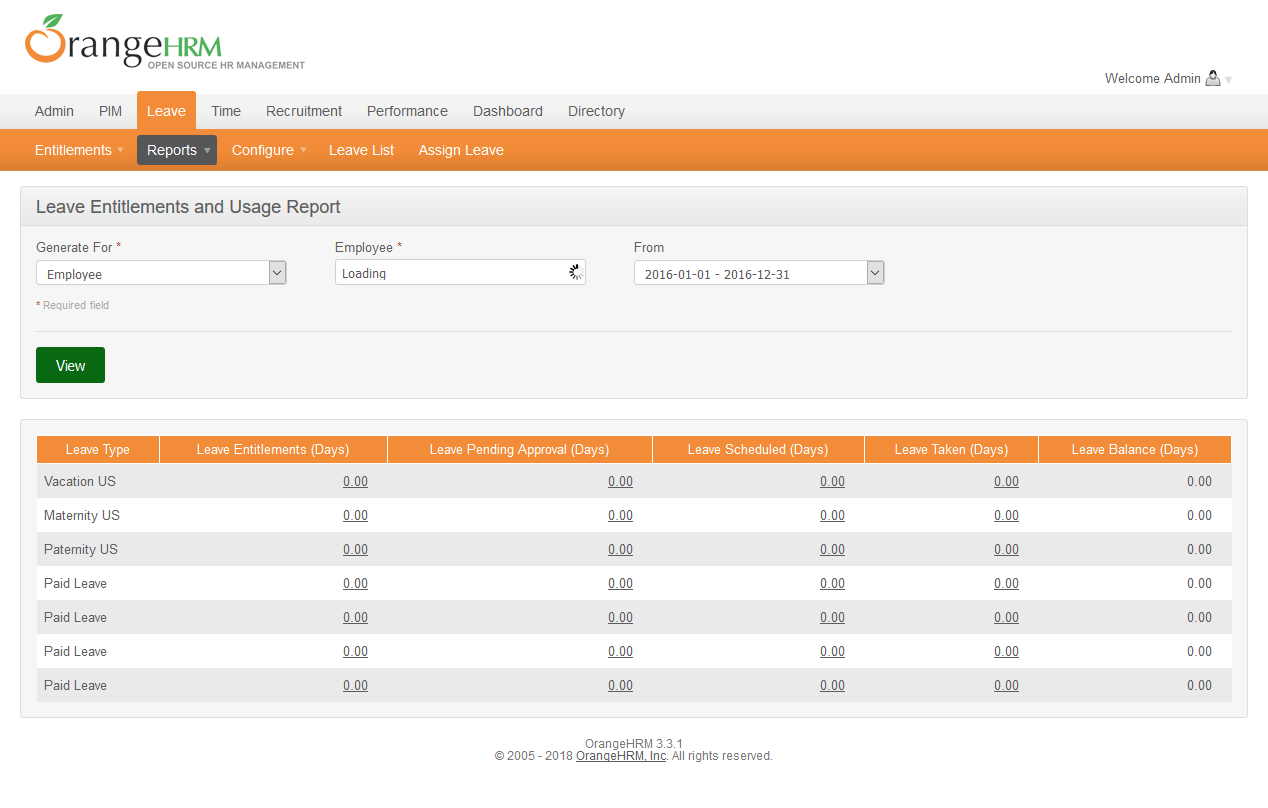 OrangeHRM
OPEN SOURCE HR MANAGEMENT
Welcome Admin
Admin PIM Leave Time Recruitment Performance Dashboard Directory
Entitlements Reports Configure Leave List Assign Leave
Leave Entitlements and Usage Report
Generate For * Employee * From
Employee Loading 2016-01-01 - 2016-12-31
* Required field
View
Leave Type Leave Entitlements (Days) Leave Pending Approval (Days) Leave Scheduled (Days) Leave Taken (Days) Leave Balance (Days)
Vacation US 0.00 0.00 0.00 0.00 0.00
Maternity US 0.00 0.00 0.00 0.00 0.00
Paternity US 0.00 0.00 0.00 0.00 0.00
Paid Leave 0.00 0.00 0.00 0.00 0.00
Paid Leave 0.00 0.00 0.00 0.00 0.00
Paid Leave 0.00 0.00 0.00 0.00 0.00
Paid Leave 0.00 0.00 0.00 0.00 0.00
OrangeHRM 3.3.1
© 2005 - 2018 OrangeHRM, Inc. All rights reserved.